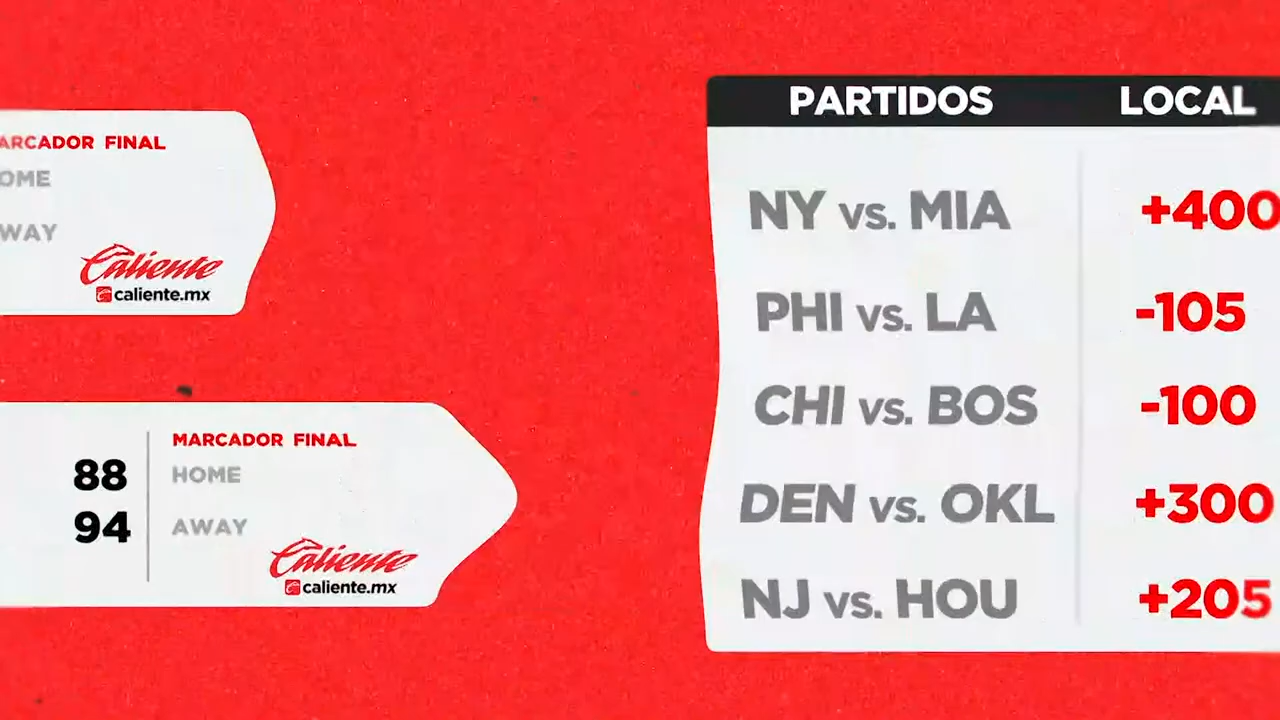 ARCADOR FINAL
OME
WAY
Caliente
caliente.mx
88
94
MARCADOR FINAL
HOME
AWAY
Caliente
caliente.mx
PARTIDOS LOCAL
NY vs. MIA +400
PHI vs. LA -105
CHI vs. BOS -100
DEN vs. OKL +300
NJ vs. HOU +205